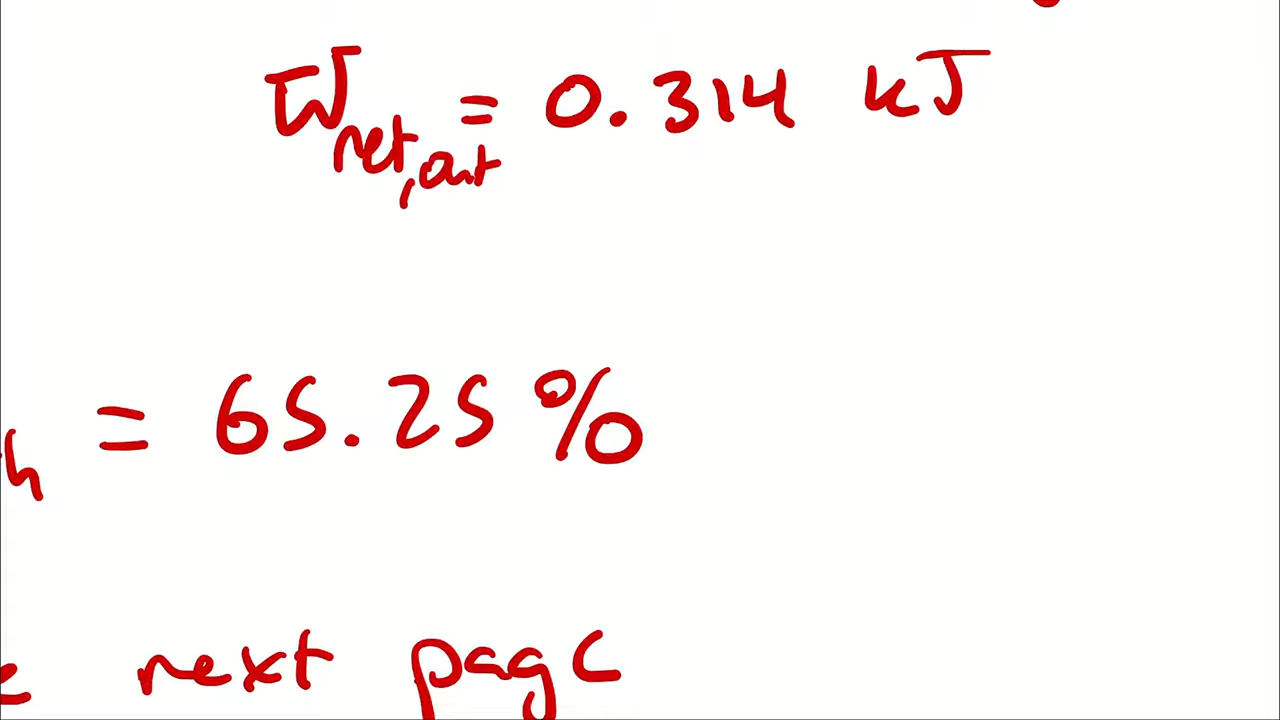 W net,out = 0.314 kJ
h = 65.25 %
e next page